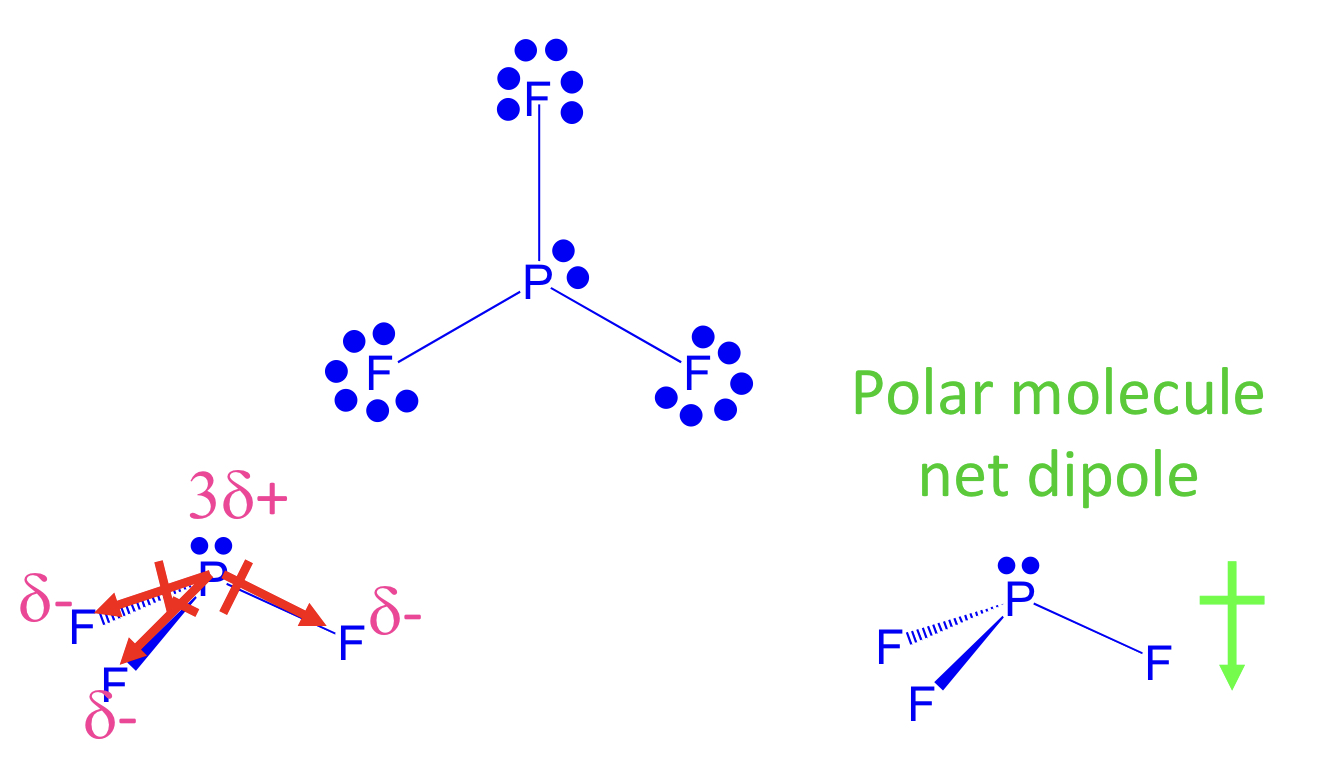 F
P
F F
Polar molecule
net dipole
3δ+
P
δ- F
F δ-
F
δ-
P
F
F
F